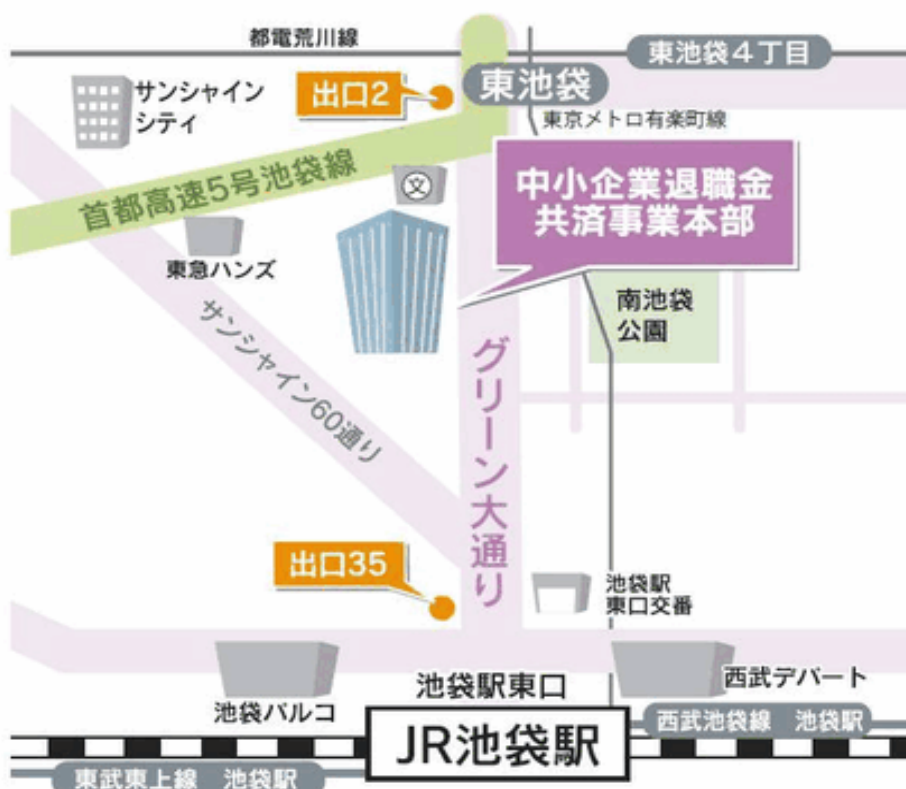 都電荒川線
東池袋4丁目
サンシャイン
シティ
出口2
東池袋
東京メトロ有楽町線
首都高速5号池袋線
文
中小企業退職金
共済事業本部
東急ハンズ
南池袋
公園
サンシャイン60通り
グリーン大通り
出口35
池袋駅
東口交番
池袋パルコ
池袋駅東口
西武デパート
JR池袋駅
西武池袋線 池袋駅
東武東上線 池袋駅